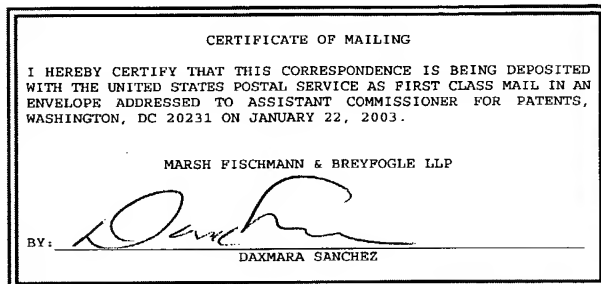 CERTIFICATE OF MAILING
I HEREBY CERTIFY THAT THIS CORRESPONDENCE IS BEING DEPOSITED
WITH THE UNITED STATES POSTAL SERVICE AS FIRST CLASS MAIL IN AN
ENVELOPE ADDRESSED TO ASSISTANT COMMISSIONER FOR PATENTS,
WASHINGTON, DC 20231 ON JANUARY 22, 2003.
MARSH FISCHMANN & BREYFOGLE LLP
BY:
DAXMARA SANCHEZ